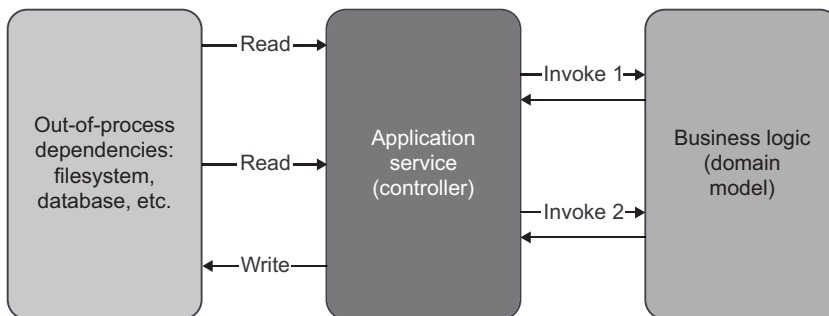 Out-of-process
dependencies:
filesystem,
database, etc.
Read
Read
Write
Application
service
(controller)
Invoke 1
Invoke 2
Business logic
(domain
model)